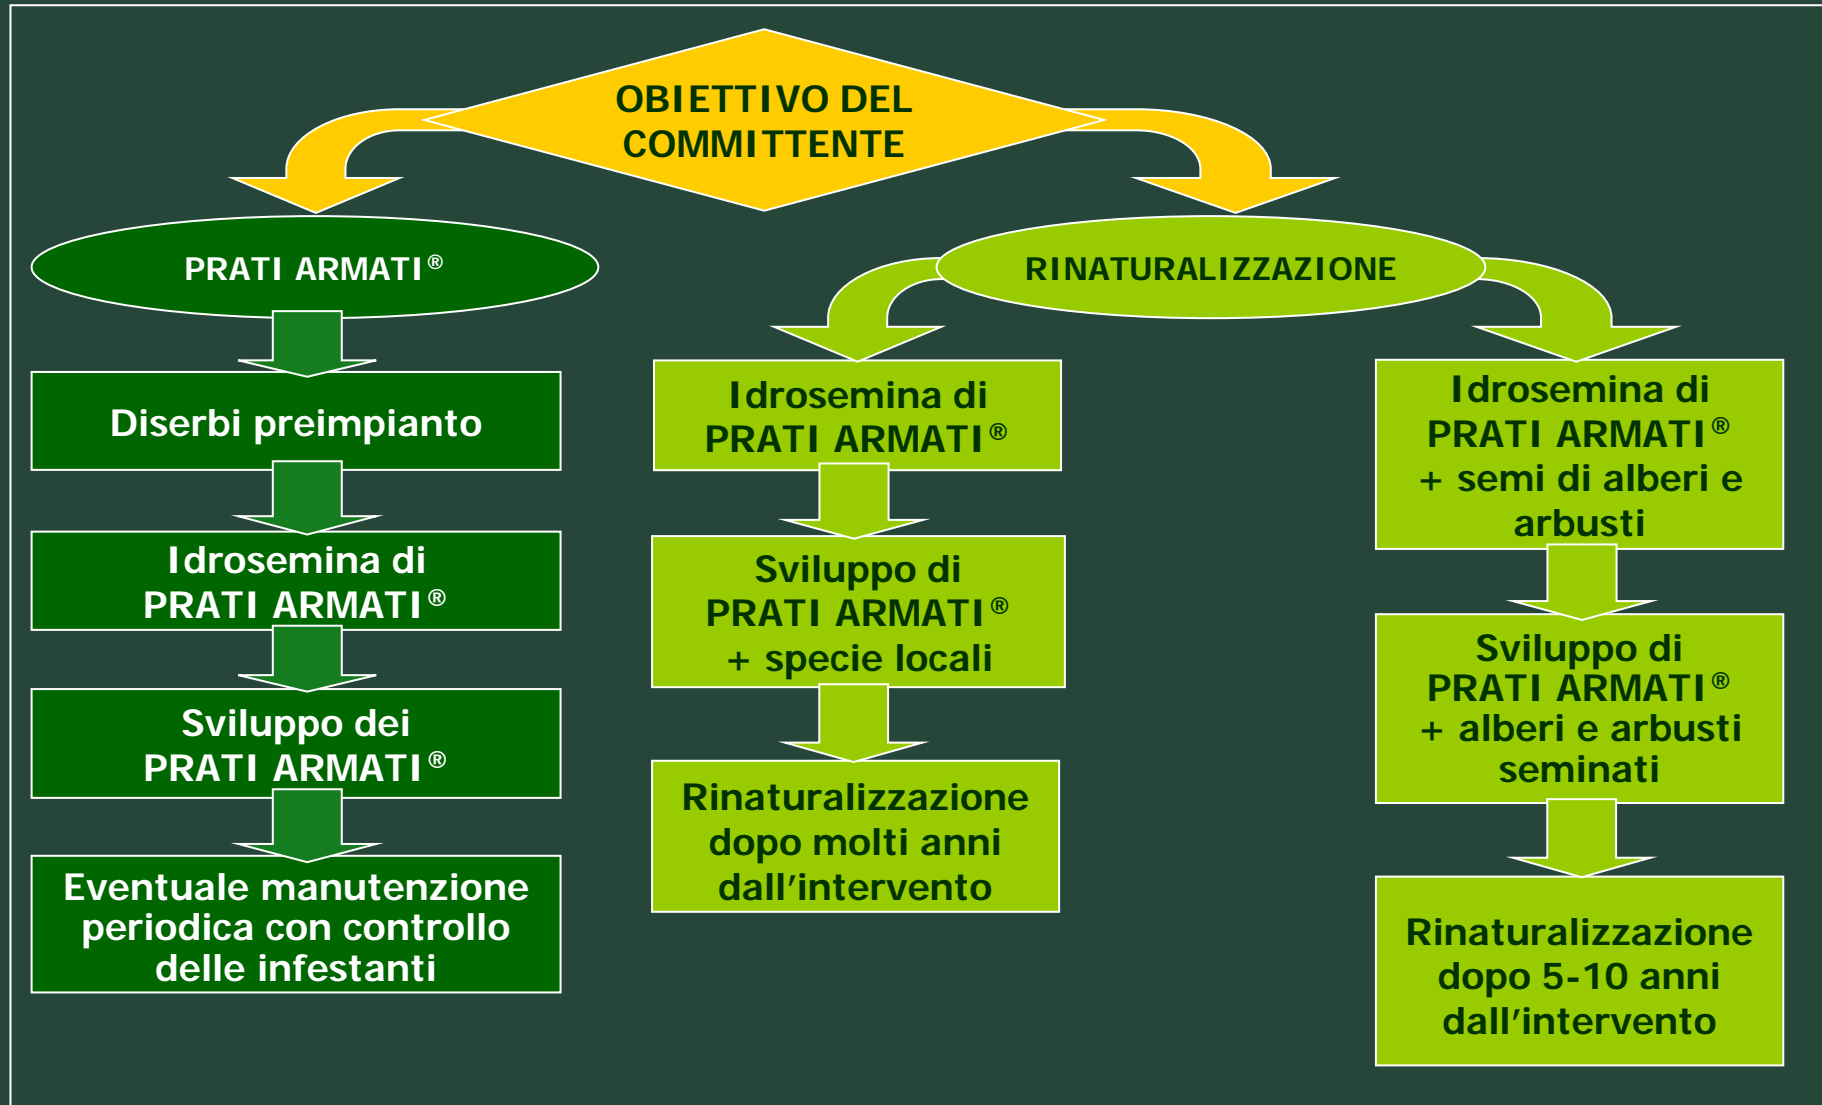 OBIETTIVO DEL
COMMITTENTE
PRATI ARMATI®
RINATURALIZZAZIONE
Diserbi preimpianto
Idrosemina di
PRATI ARMATI®
Sviluppo dei
PRATI ARMATI®
Eventuale manutenzione
periodica con controllo
delle infestanti
Idrosemina di
PRATI ARMATI®
Sviluppo di
PRATI ARMATI®
+ specie locali
Rinaturalizzazione
dopo molti anni
dall'intervento
Idrosemina di
PRATI ARMATI®
+ semi di alberi e
arbusti
Sviluppo di
PRATI ARMATI®
+ alberi e arbusti
seminati
Rinaturalizzazione
dopo 5-10 anni
dall'intervento